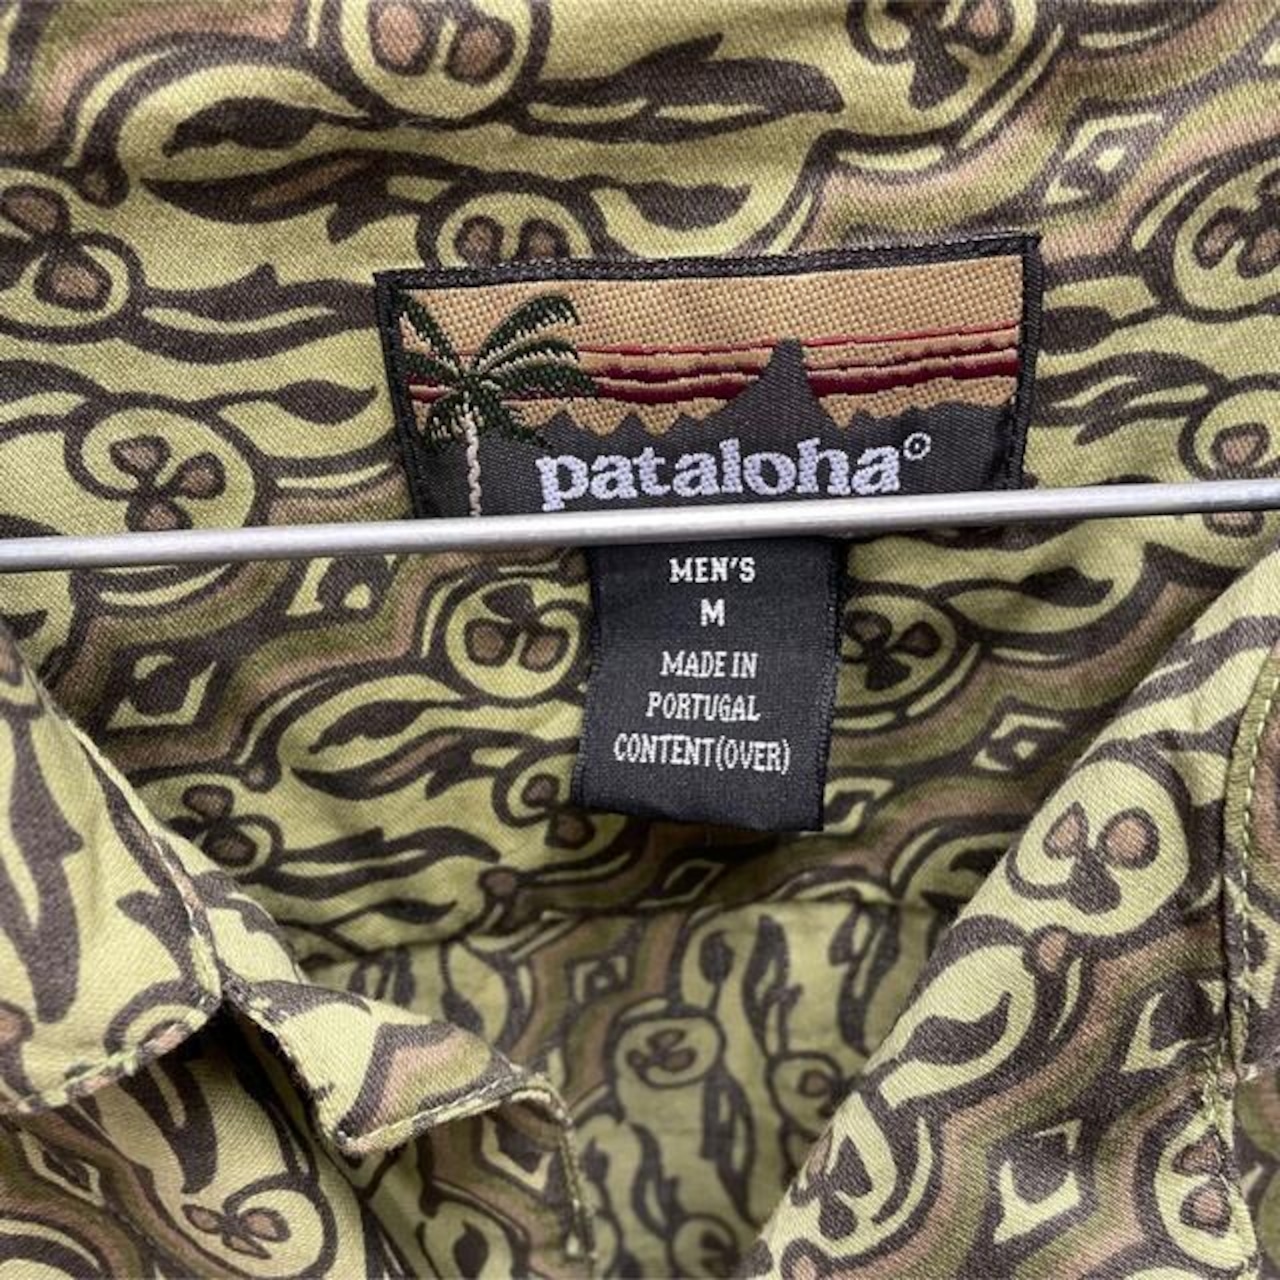 pataloha®
MEN'S
M
MADE IN
PORTUGAL
CONTENT(OVER)